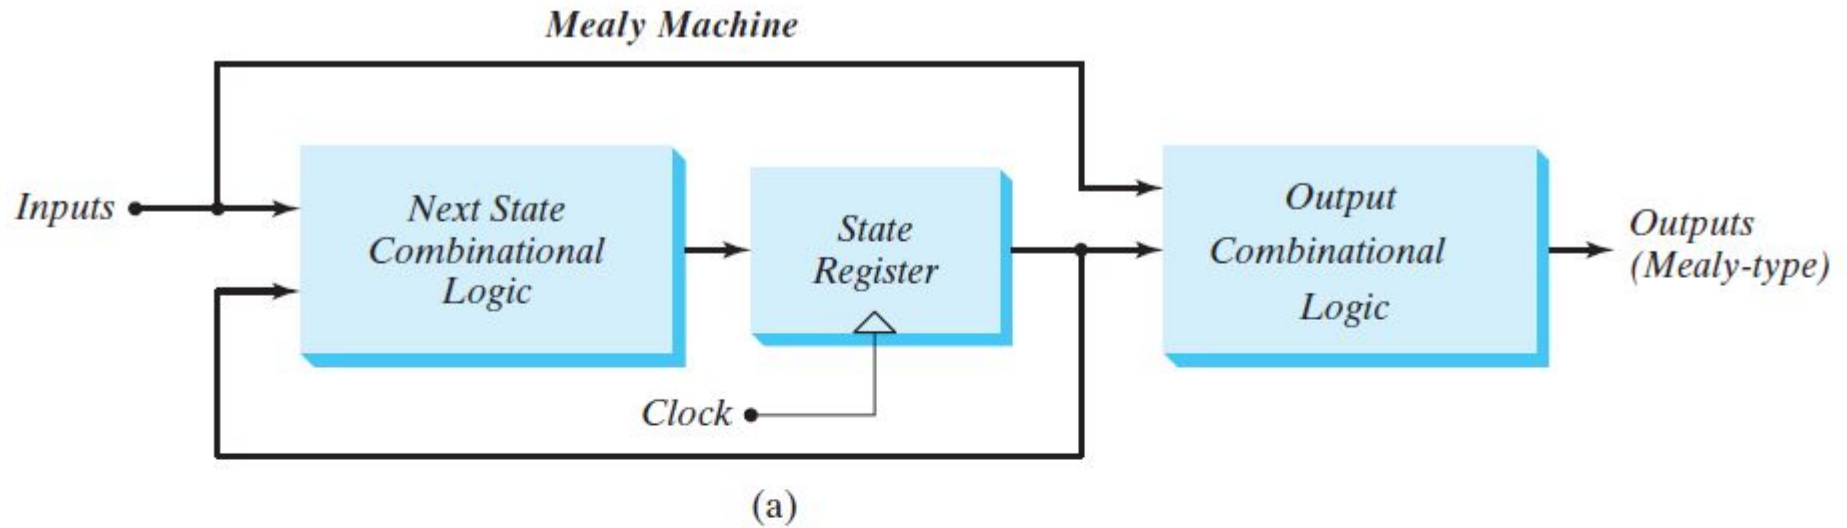 Mealy Machine
Inputs
Next State
Combinational
Logic
State
Register
Clock
Output
Combinational
Logic
Outputs
(Mealy-type)
(a)